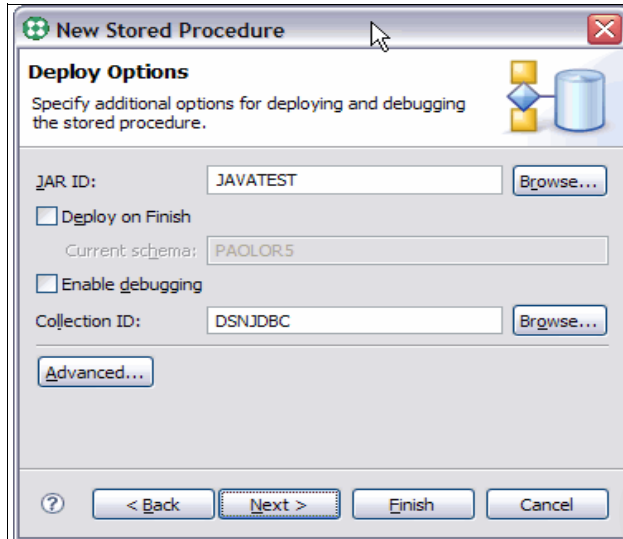 New Stored Procedure
Deploy Options
Specify additional options for deploying and debugging
the stored procedure.
JAR ID: JAVATEST Browse...
Deploy on Finish
Current schema: PAOLOR5
Enable debugging
Collection ID: DSNJDBC Browse...
Advanced...
? < Back Next > Finish Cancel